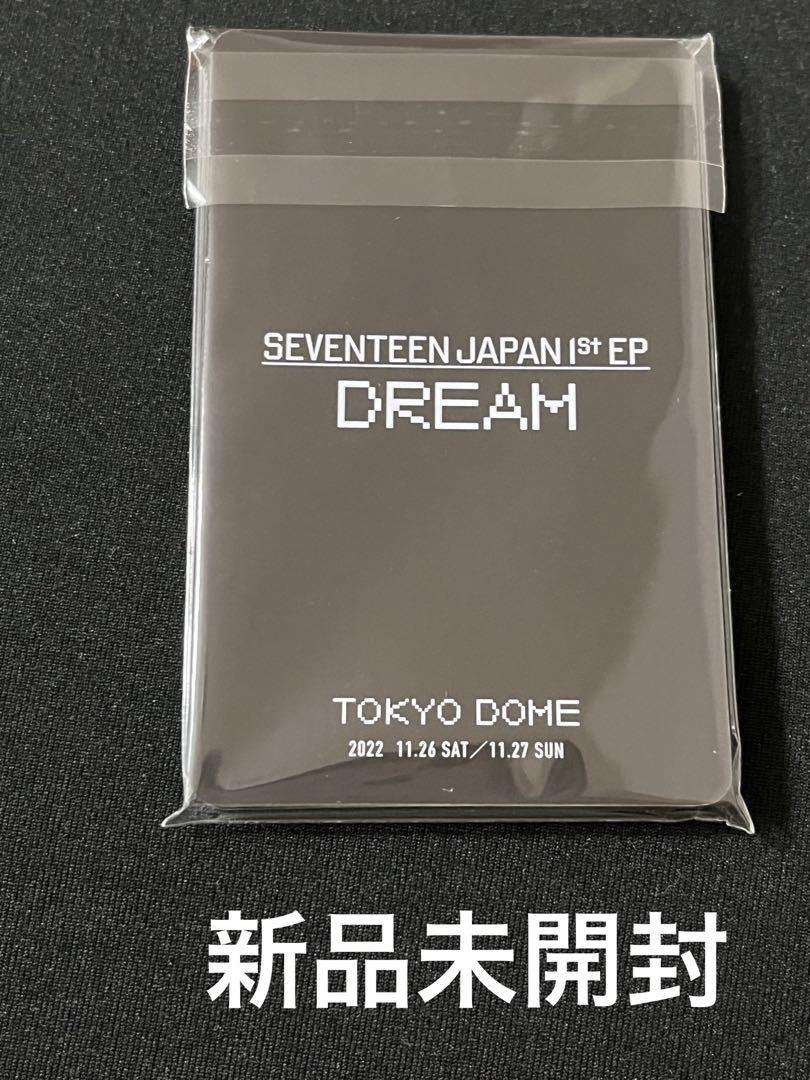 SEVENTEEN JAPAN 1St EP
DREAM
TOKYO DOME
2022 11.26 SAT／11.27 SUN
新品未開封